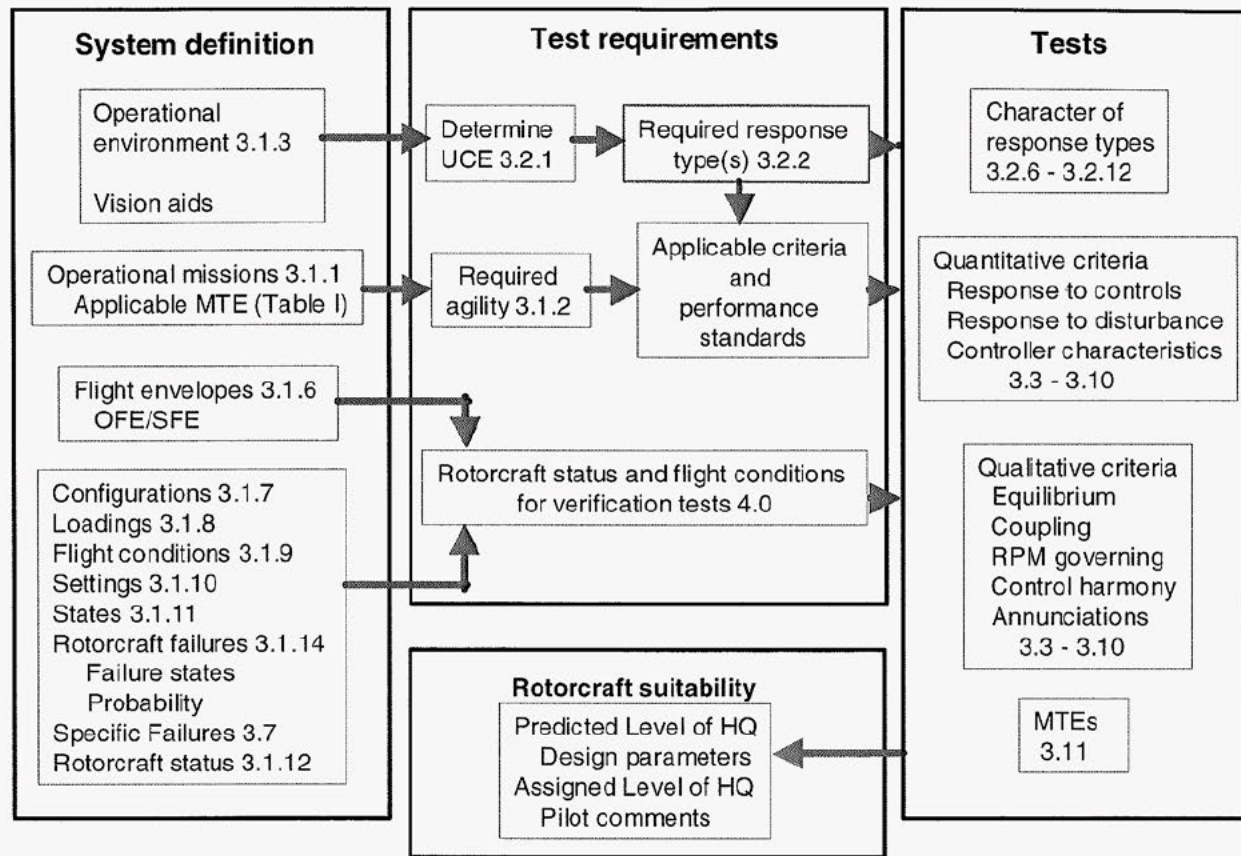 System definition
Operational
environment 3.1.3
Vision aids
Operational missions 3.1.1
Applicable MTE (Table I)
Flight envelopes 3.1.6
OFE/SFE
Configurations 3.1.7
Loadings 3.1.8
Flight conditions 3.1.9
Settings 3.1.10
States 3.1.11
Rotorcraft failures 3.1.14
Failure states
Probability
Specific Failures 3.7
Rotorcraft status 3.1.12
Test requirements
Determine
UCE 3.2.1
Required response
type(s) 3.2.2
Required
agility 3.1.2
Applicable criteria
and
performance
standards
Rotorcraft status and flight conditions
for verification tests 4.0
Rotorcraft suitability
Predicted Level of HQ
Design parameters
Assigned Level of HQ
Pilot comments
Tests
Character of
response types
3.2.6 - 3.2.12
Quantitative criteria
Response to controls
Response to disturbance
Controller characteristics
3.3 - 3.10
Qualitative criteria
Equilibrium
Coupling
RPM governing
Control harmony
Annunciations
3.3 - 3.10
MTEs
3.11